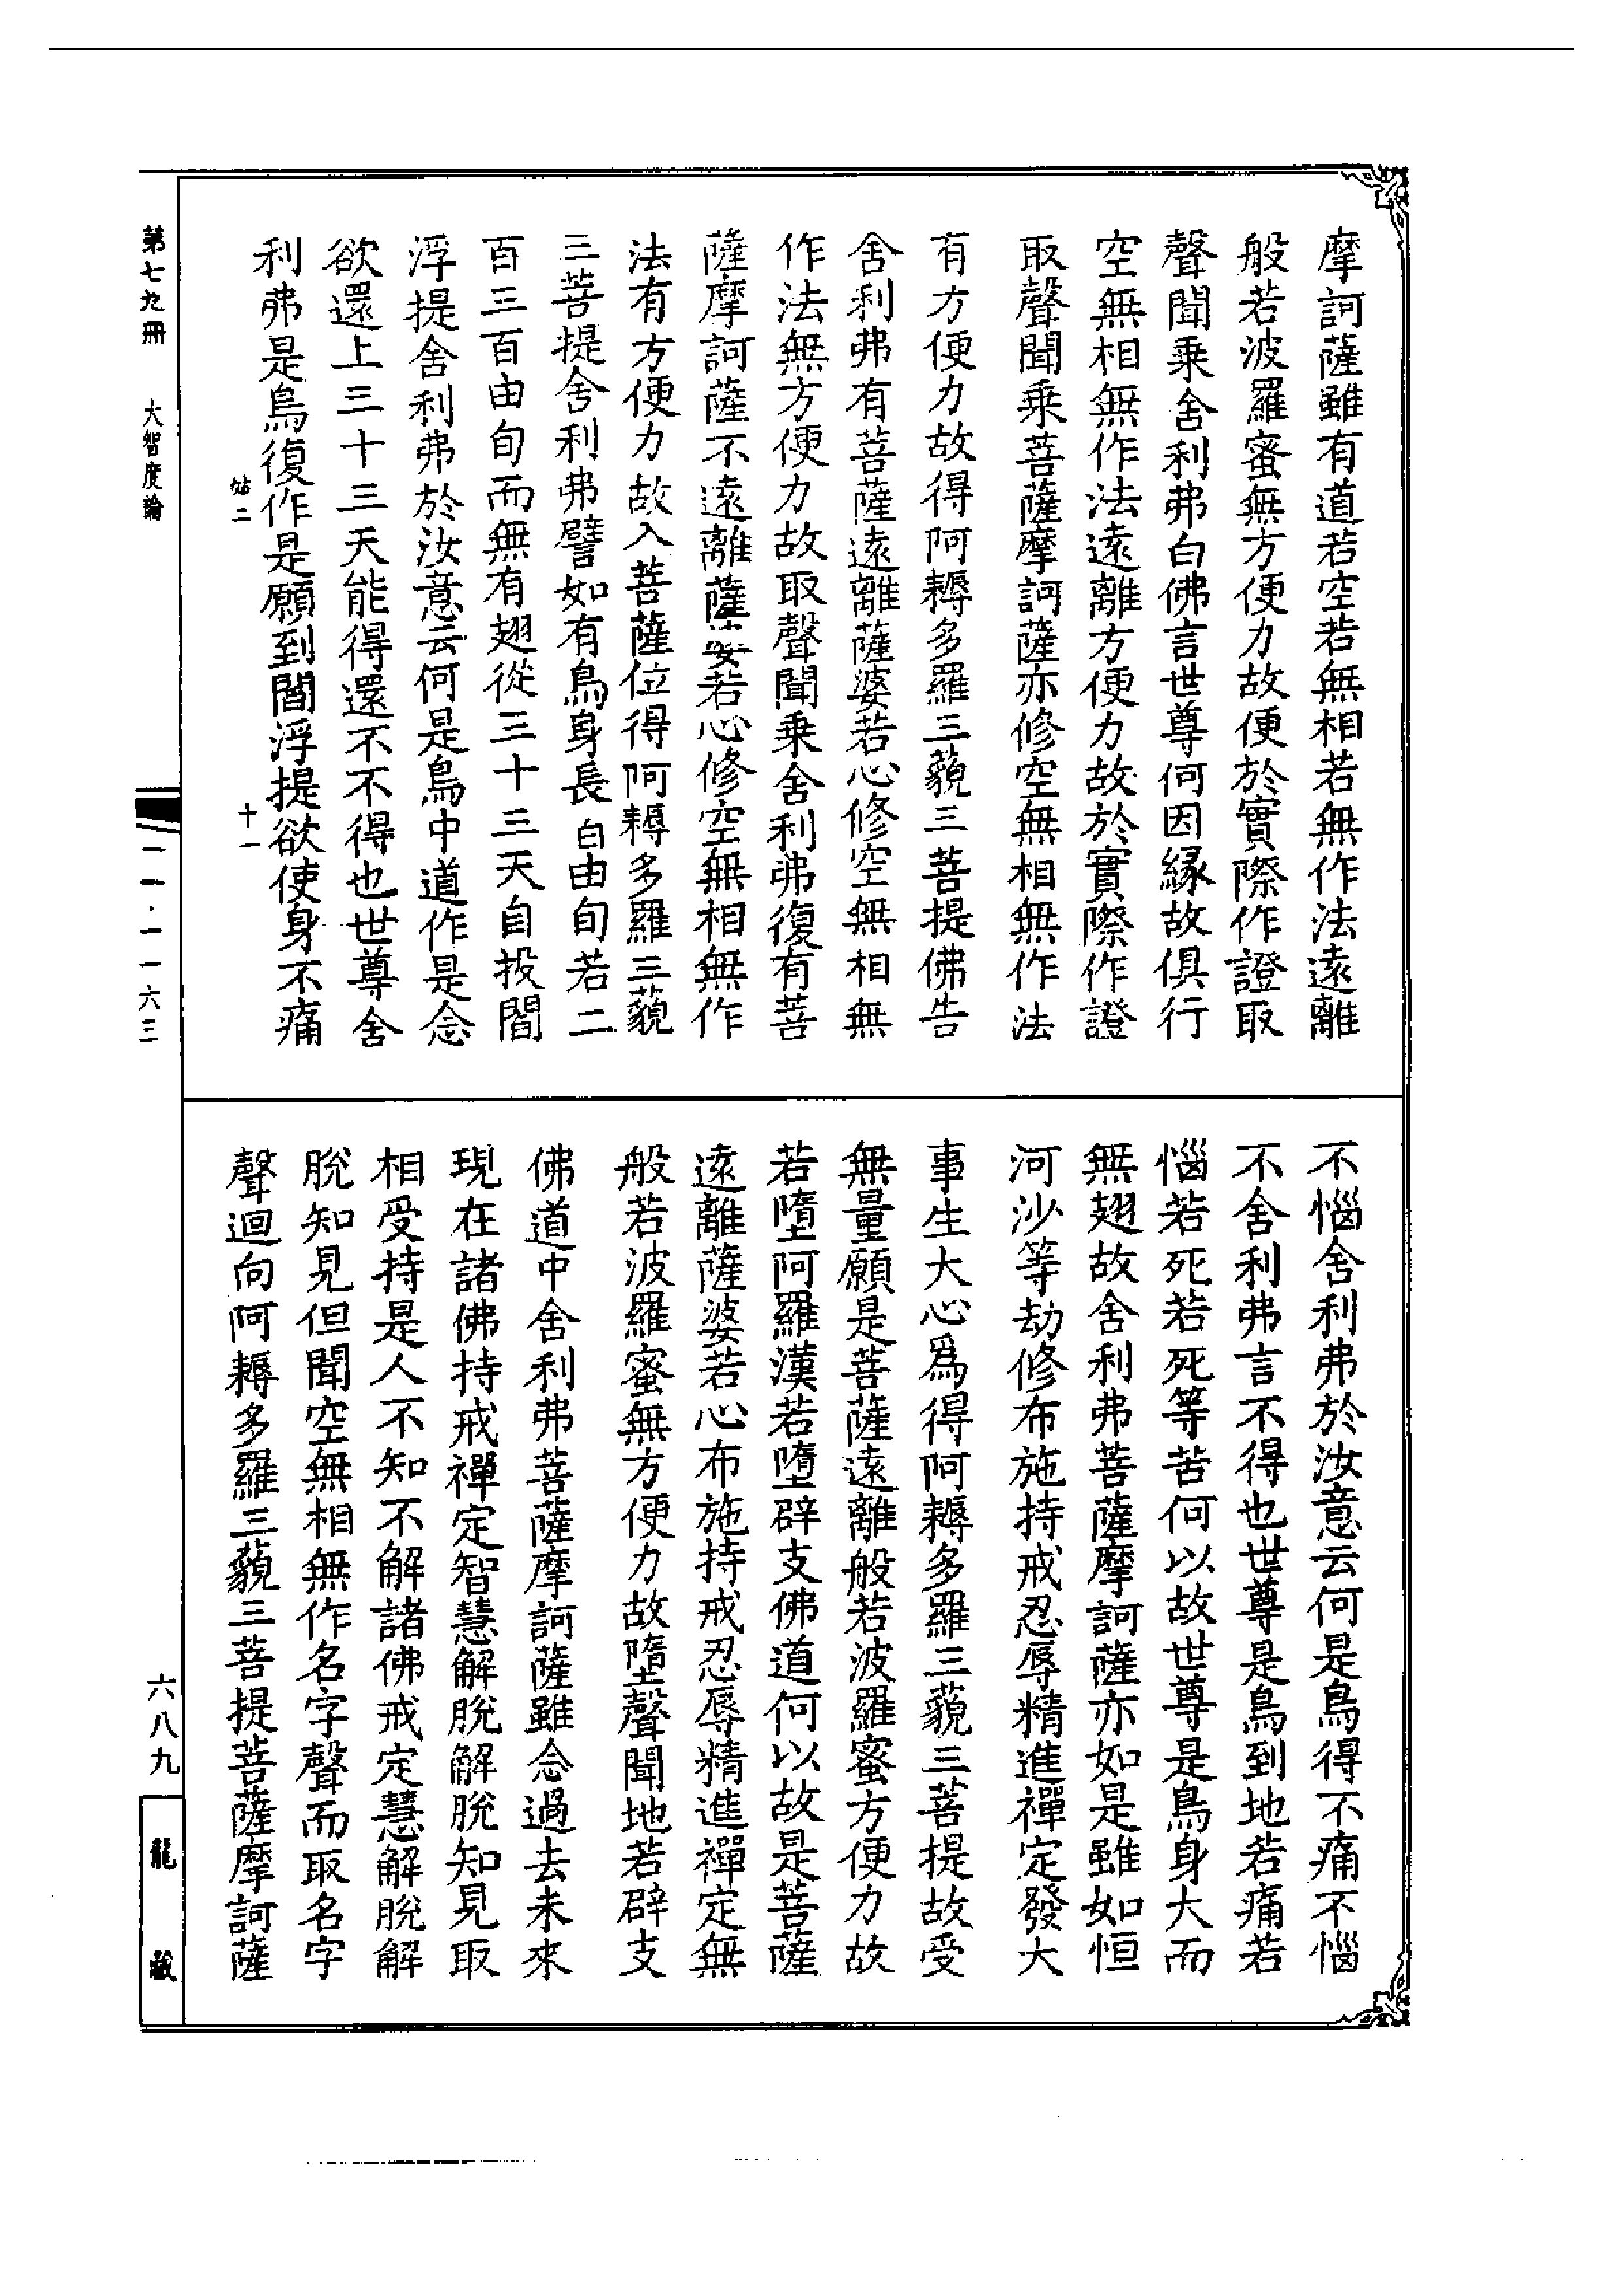 摩訶薩雖有道若空若無相若無作法遠離
般若波羅蜜無方便力故便於實際作證取
聲聞乗舍利弗白佛言世尊何因緣故俱行
空無相無作法遠離方便力故於實際作證
取聲聞乗菩薩摩訶薩亦修空無相無作法
有方便力故得阿耨多羅三藐三菩提佛告
舍利弗有菩薩遠離薩婆若心修空無相無
作法無方便力故取聲聞乗舍利弗復有菩
薩摩訶薩不遠離薩婆若心修空無相無作
法有方便力故入菩薩位得阿耨多羅三藐
三菩提舍利弗譬如有鳥身長百由旬若二
百三百由旬而無有翅從三十三天自投閻
浮提舍利弗於汝意云何是鳥中道作是念
欲還上三十三天能得還不不得也世尊舍
利弗是鳥復作是願到閻浮提欲使身不痛
不惱舍利弗於汝意云何是鳥得不痛不惱
不舍利弗言不得也世尊是鳥到地若痛若
惱若死若死等苦何以故世尊是鳥身大而
無翅故舍利弗菩薩摩訶薩亦如是雖如恒
河沙等劫修布施持戒忍辱精進禪定發大
事生大心爲得阿耨多羅三藐三菩提故受
無量願是菩薩遠離般若波羅蜜方便力故
若墮阿羅漢若墮辟支佛道何以故是菩薩
遠離薩婆若心布施持戒忍辱精進禪定無
般若波羅蜜無方便力故墮聲聞地若辟支
佛道中舍利弗菩薩摩訶薩雖念過去未來
現在諸佛持戒禪定智慧解脫解脫知見取
相受持是人不知不解諸佛戒定慧解脫解
脫知見但聞空無相無作名字聲而取名字
聲迴向阿耨多羅三藐三菩提菩薩摩訶薩
二
十一
第七九冊
大智度論
一一·一一六三
六八九
龍藏